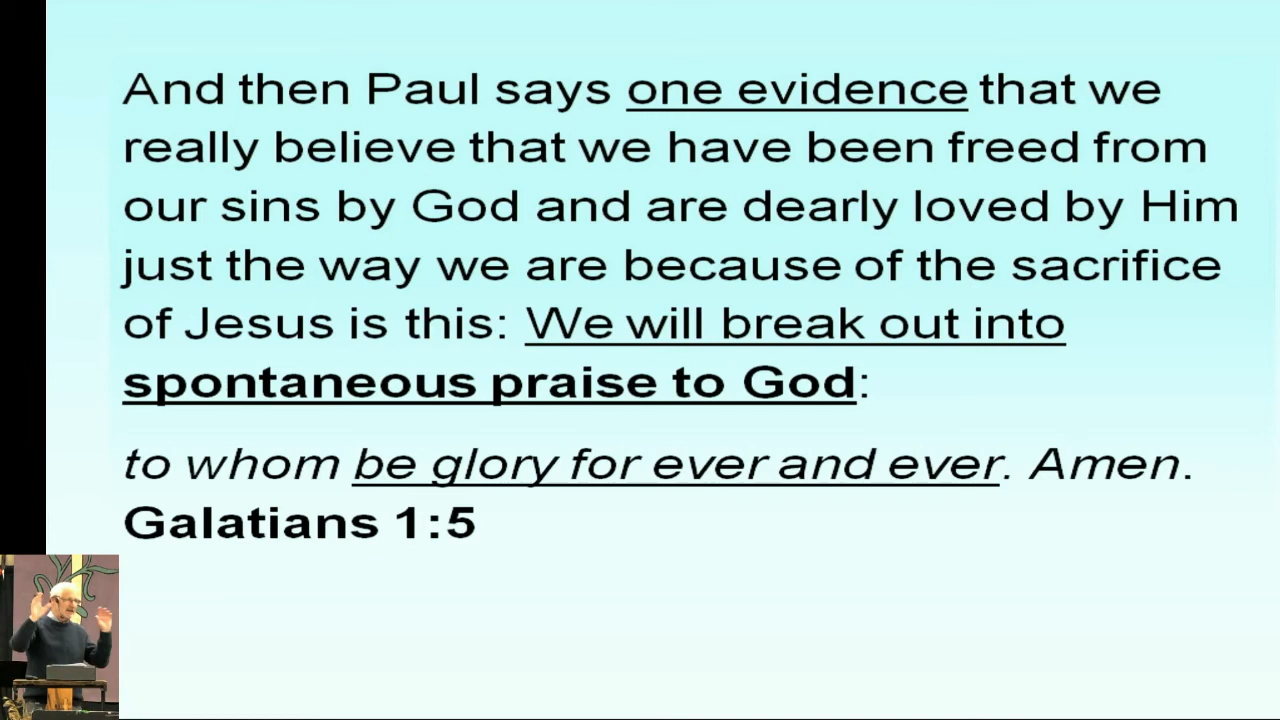 And then Paul says one evidence that we
really believe that we have been freed from
our sins by God and are dearly loved by Him
just the way we are because of the sacrifice
of Jesus is this: We will break out into
spontaneous praise to God:
to whom be glory for ever and ever. Amen.
Galatians 1:5